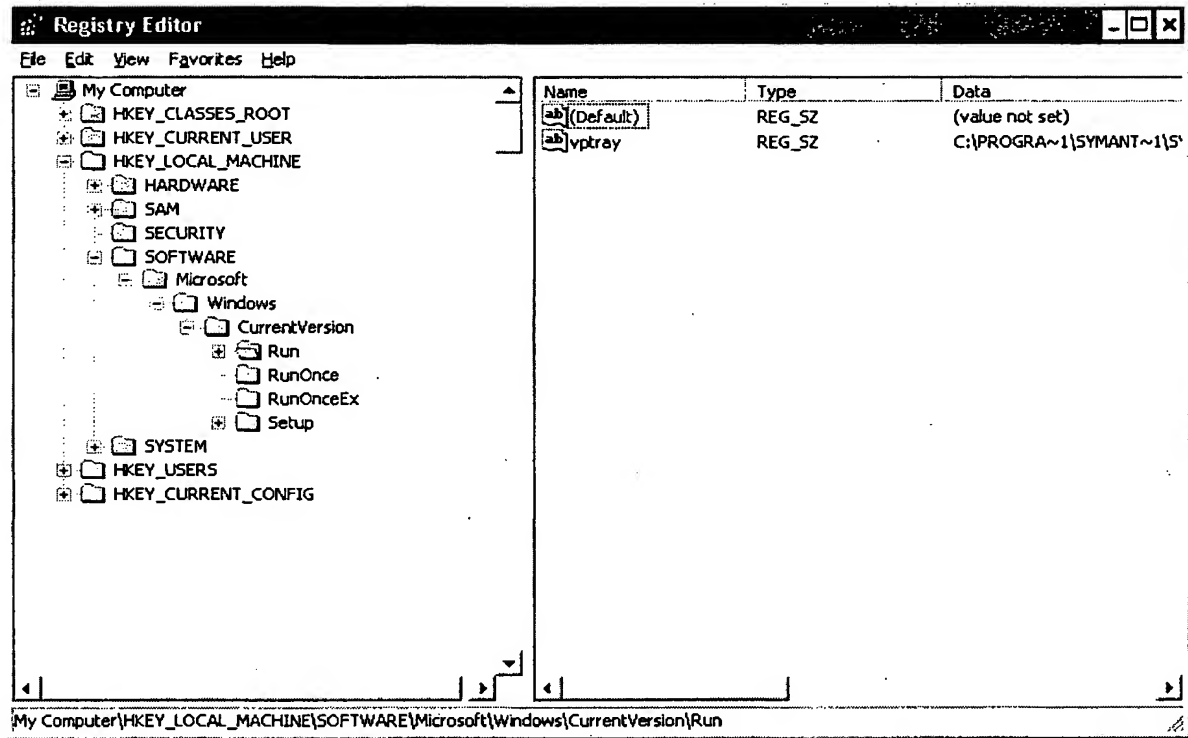 Registry Editor
File Edit View Favorites Help
My Computer
HKEY_CLASSES_ROOT
HKEY_CURRENT_USER
HKEY_LOCAL_MACHINE
HARDWARE
SAM
SECURITY
SOFTWARE
Microsoft
Windows
CurrentVersion
Run
RunOnce
RunOnceEx
Setup
SYSTEM
HKEY_USERS
HKEY_CURRENT_CONFIG
Name Type Data
ab (Default) REG_SZ (value not set)
ab vptray REG_SZ C:\PROGRA~1\SYMANT~1\S
My Computer\HKEY_LOCAL_MACHINE\SOFTWARE\Microsoft\Windows\CurrentVersion\Run